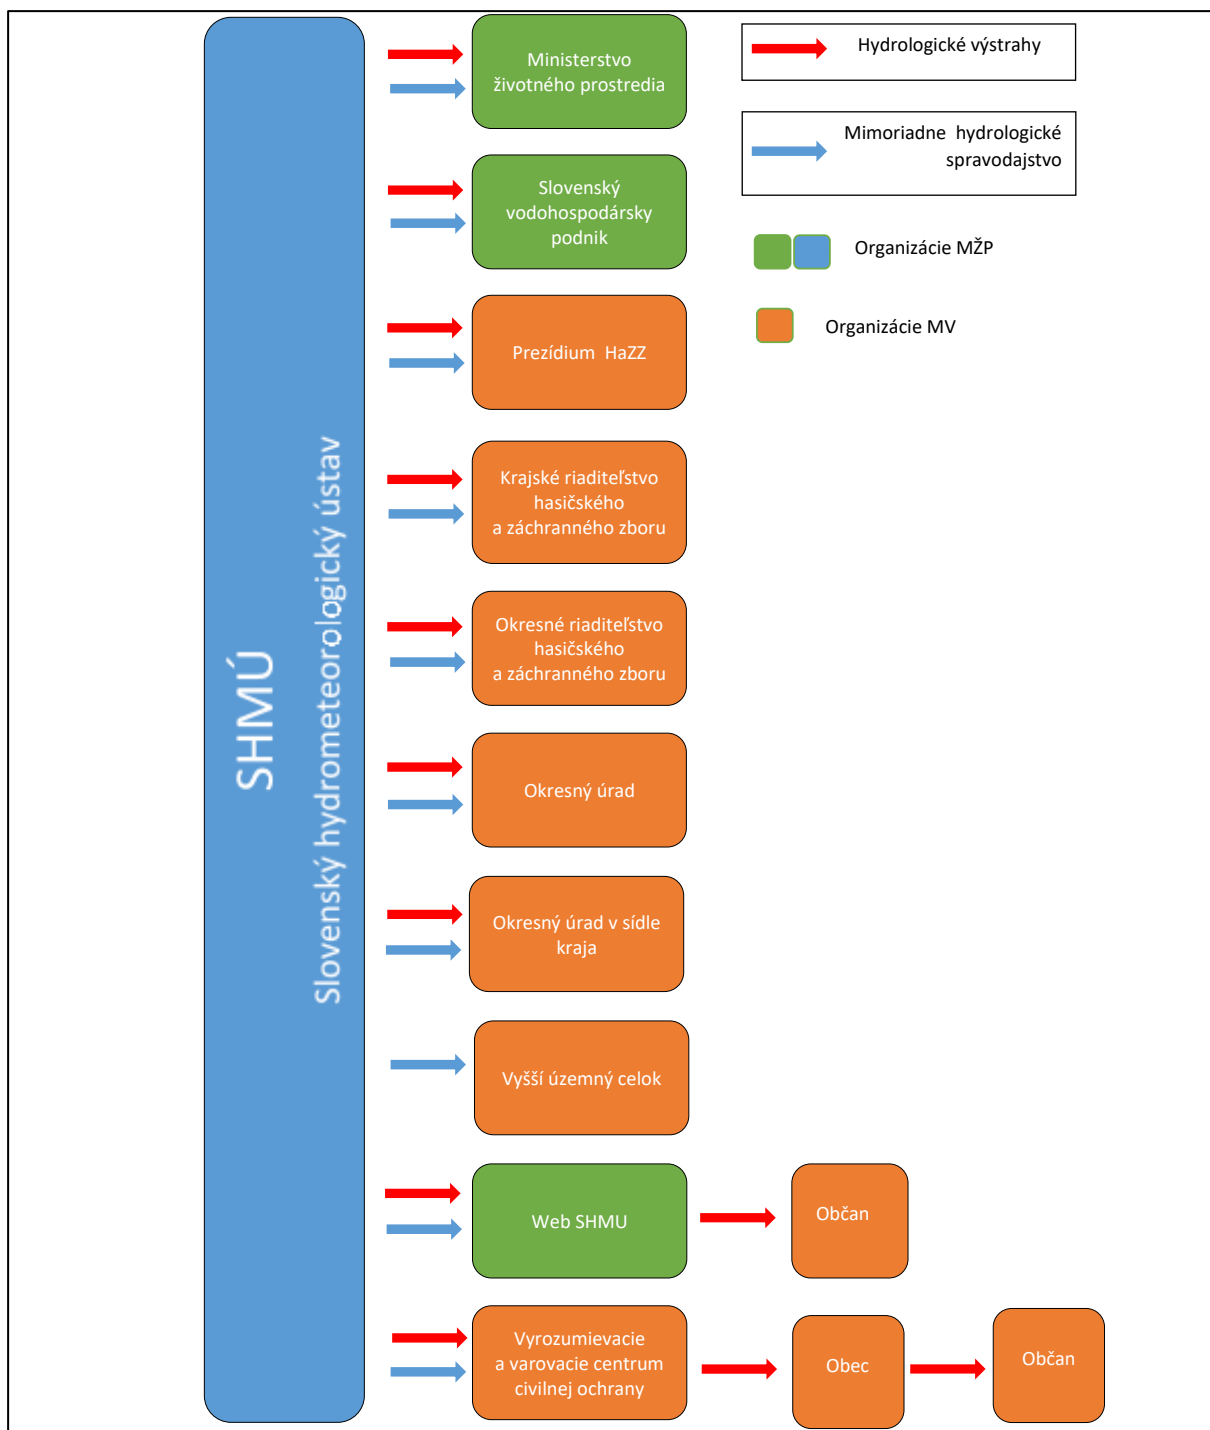 SHMÚ
Slovenský hydrometeorologický ústav
Ministerstvo
životného prostredia
Slovenský
vodohospodársky
podnik
Prezídium HaZZ
Krajské riaditeľstvo
hasičského
a záchranného zboru
Okresné riaditeľstvo
hasičského
a záchranného zboru
Okresný úrad
Okresný úrad v sídle
kraja
Vyšší územný celok
Web SHMU
Občan
Vyrozumievacie
a varovacie centrum
civilnej ochrany
Obec
Občan
Hydrologické výstrahy
Mimoriadne hydrologické
spravodajstvo
Organizácie MŽP
Organizácie MV